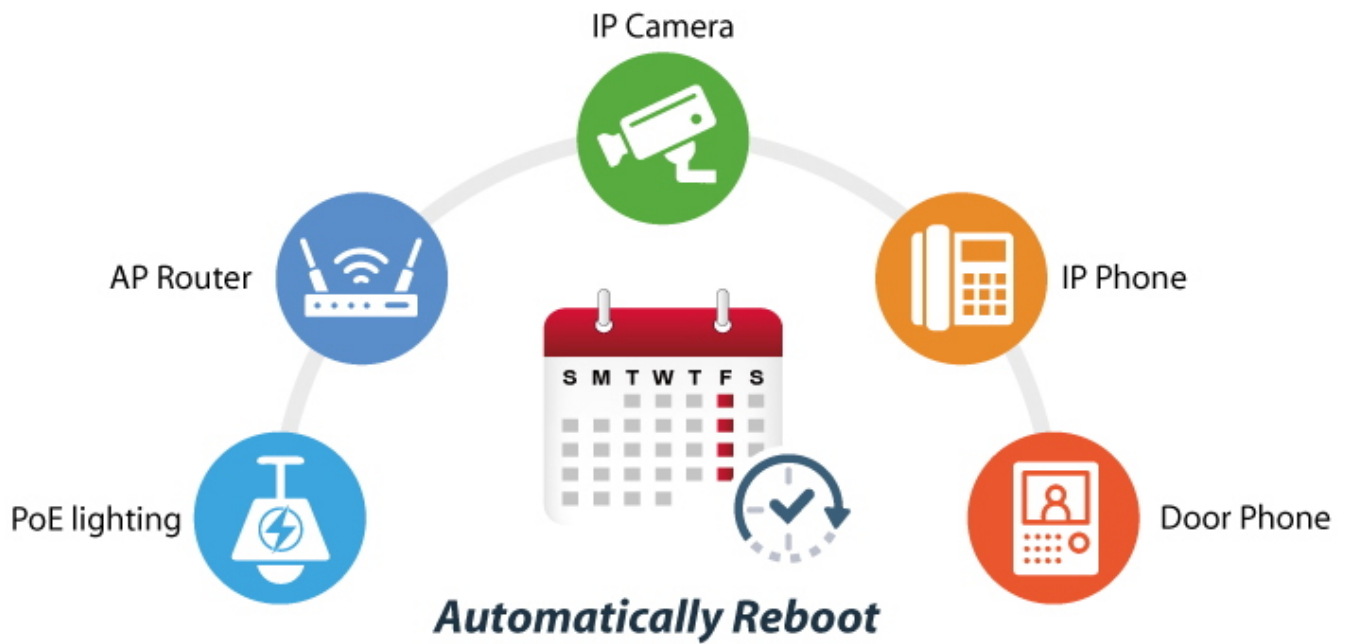 IP Camera
AP Router
IP Phone
S M T W T F S
PoE lighting
Door Phone
Automatically Reboot